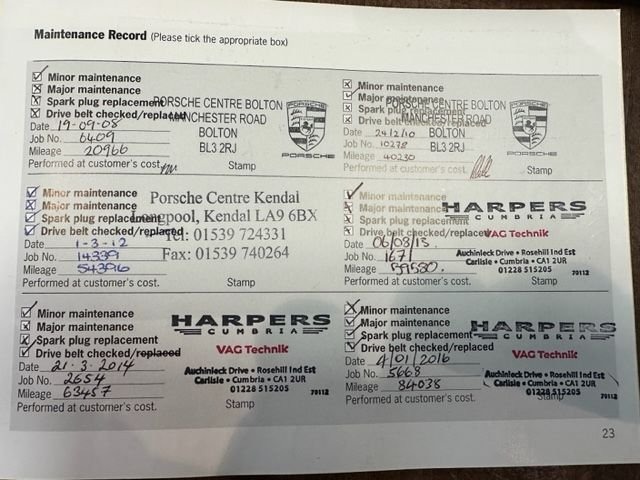 Maintenance Record (Please tick the appropriate box)
Minor maintenance
Major maintenance
Spark plug replacement
Drive belt checked/replaced
Date 19-09-08
Job No. 6409
Mileage 20966
Performed at customer's cost.
PORSCHE CENTRE BOLTON
MANCHESTER ROAD
BOLTON
BL3 2RJ
Stamp
PORSCHE
PORSCHE
Minor maintenance
Major maintenance
Spark plug replacement
Drive belt checked/replaced
Date 24/2/10
Job No. 10278
Mileage 40230
Performed at customer's cost.
PORSCHE CENTRE BOLTON
MANCHESTER ROAD
BOLTON
BL3 2RJ
Stamp
PORSCHE
PORSCHE
Minor maintenance
Major maintenance
Spark plug replacement
Drive belt checked/replaced
Date 1-3-12
Job No. 14339
Mileage 54396
Performed at customer's cost.
Porsche Centre Kendal
Longpool, Kendal LA9 6BX
Tel: 01539 724331
Fax: 01539 740264
Stamp
Minor maintenance
Major maintenance
Spark plug replacement
Drive belt checked/replaced
Date 06/03/13
Job No. 1671
Mileage 59580.
Performed at customer's cost.
HARPERS
CUMBRIA
VAG Technik
Auchinleck Drive • Rosehill Ind Est
Carlisle • Cumbria • CA1 2UR
01228 515205
70112
Stamp
Minor maintenance
Major maintenance
Spark plug replacement
Drive belt checked/replaced
Date 21-3-2014
Job No. 2654
Mileage 63457
Performed at customer's cost.
HARPERS
CUMBRIA
VAG Technik
Auchinleck Drive • Rosehill Ind Est
Carlisle • Cumbria • CA1 2UR
01228 515205
70112
Stamp
Minor maintenance
Major maintenance
Spark plug replacement
Drive belt checked/replaced
Date 4/01/2016
Job No. 5668
Mileage 84038
Performed at customer's cost.
HARPERS
CUMBRIA
VAG Technik
Auchinleck Drive • Rosehill Ind Est
Carlisle • Cumbria • CA1 2UR
01228 515205
70112
Stamp
23